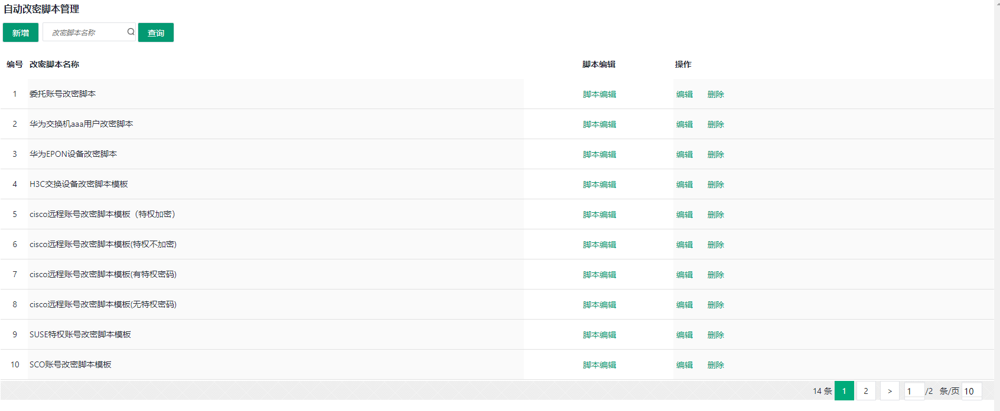 自动改密脚本管理
新增 改密脚本名称 查询
编号 改密脚本名称 脚本编辑 操作
1 委托账号改密脚本 脚本编辑 编辑 删除
2 华为交换机aaa用户改密脚本 脚本编辑 编辑 删除
3 华为EPON设备改密脚本 脚本编辑 编辑 删除
4 H3C交换设备改密脚本模板 脚本编辑 编辑 删除
5 cisco远程账号改密脚本模板（特权加密） 脚本编辑 编辑 删除
6 cisco远程账号改密脚本模板(特权不加密) 脚本编辑 编辑 删除
7 cisco远程账号改密脚本模板(有特权密码) 脚本编辑 编辑 删除
8 cisco远程账号改密脚本模板(无特权密码) 脚本编辑 编辑 删除
9 SUSE特权账号改密脚本模板 脚本编辑 编辑 删除
10 SCO账号改密脚本模板 脚本编辑 编辑 删除
14 条 1 2 > 1 /2 条/页 10